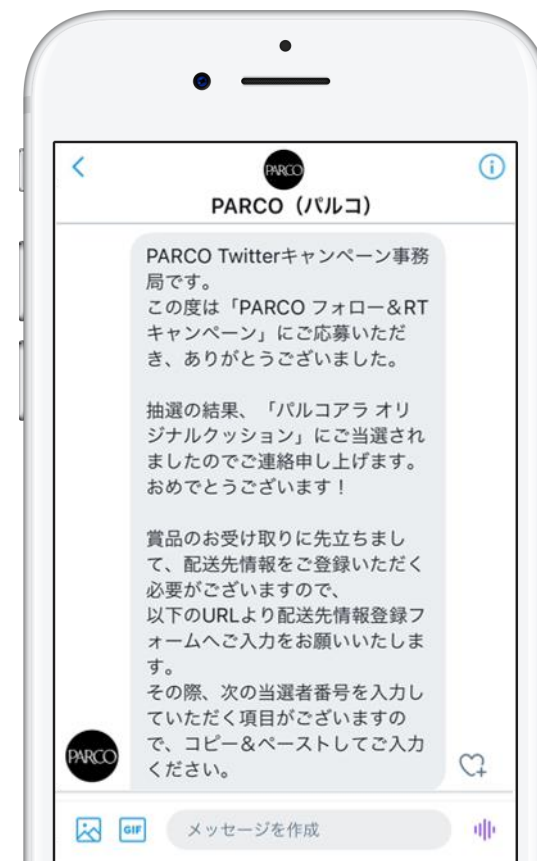 PARCO
PARCO（パルコ）
PARCO Twitterキャンペーン事務
局です。
この度は「PARCO フォロー＆RT
キャンペーン」にご応募いただ
き、ありがとうございました。
抽選の結果、「パルコアラ オリ
ジナルクッション」にご当選され
ましたのでご連絡申し上げます。
おめでとうございます！
賞品のお受け取りに先立ちまし
て、配送先情報をご登録いただく
必要がございますので、
以下のURLより配送先情報登録フ
ォームへご入力をお願いいたしま
す。
その際、次の当選者番号を入力し
ていただく項目がございますの
で、コピー＆ペーストしてご入力
ください。
PARCO
GIF
メッセージを作成